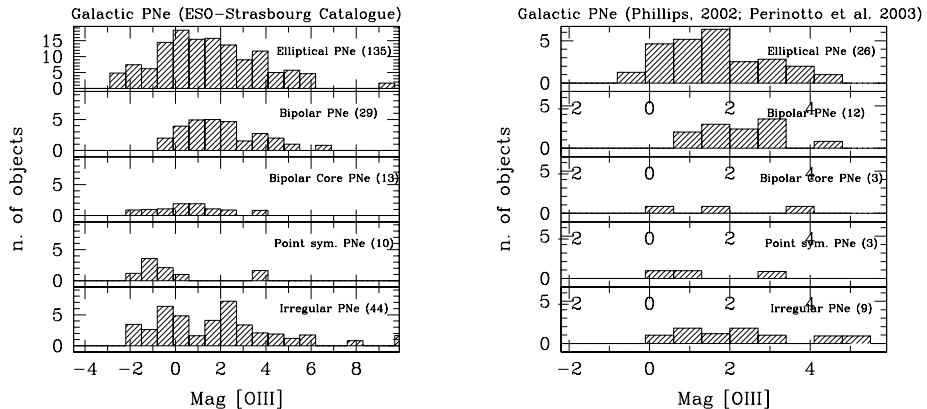 Galactic PNe (ESO-Strasbourg Catalogue)
15
10
5
0
Elliptical PNe (135)
5
0
Bipolar PNe (29)
5
0
Bipolar Core PNe (13)
5
0
Point sym. PNe (10)
5
0
Irregular PNe (44)
-4 -2 0 2 4 6 8
Mag [OIII]
n. of objects
Galactic PNe (Phillips, 2002; Perinotto et al. 2003)
5
0
Elliptical PNe (26)
-2 0 2 4
5
0
Bipolar PNe (12)
-2 0 2 4
5
0
Bipolar Core PNe (3)
-2 0 2 4
5
0
Point sym. PNe (3)
-2 0 2 4
5
0
Irregular PNe (9)
-2 0 2 4
Mag [OIII]
n. of objects